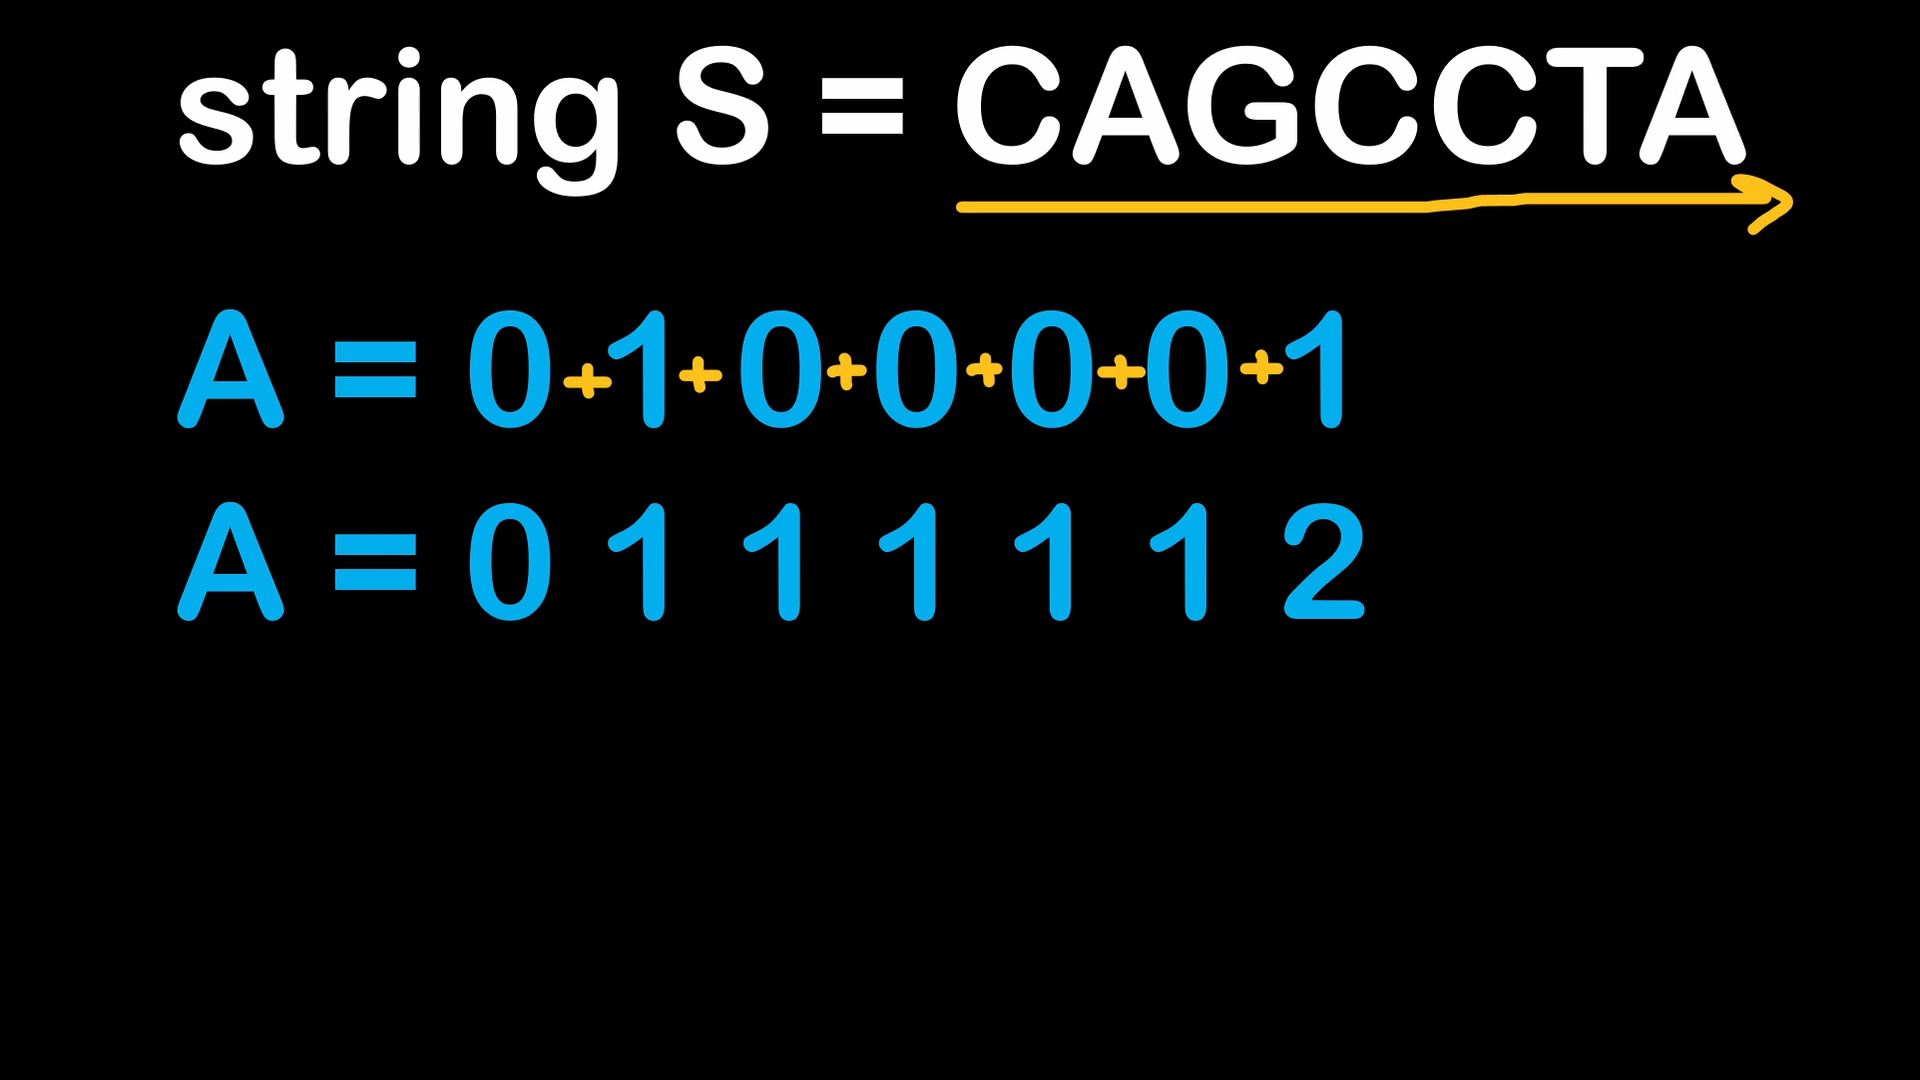 string S = CAGCCTA
A = 0 + 1 + 0 + 0 + 0 + 0 + 1
A = 0 1 1 1 1 1 2